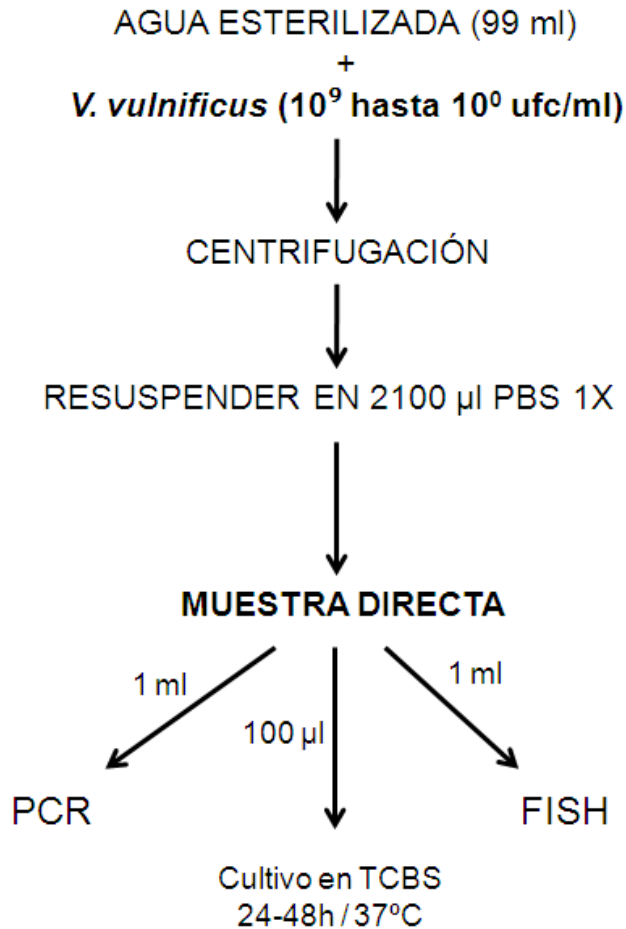 AGUA ESTERILIZADA (99 ml)
+
V. vulnificus (10⁹ hasta 10⁰ ufc/ml)
CENTRIFUGACIÓN
RESUSPENDER EN 2100 µl PBS 1X
MUESTRA DIRECTA
1 ml
100 µl
1 ml
PCR
FISH
Cultivo en TCBS
24-48h / 37ºC